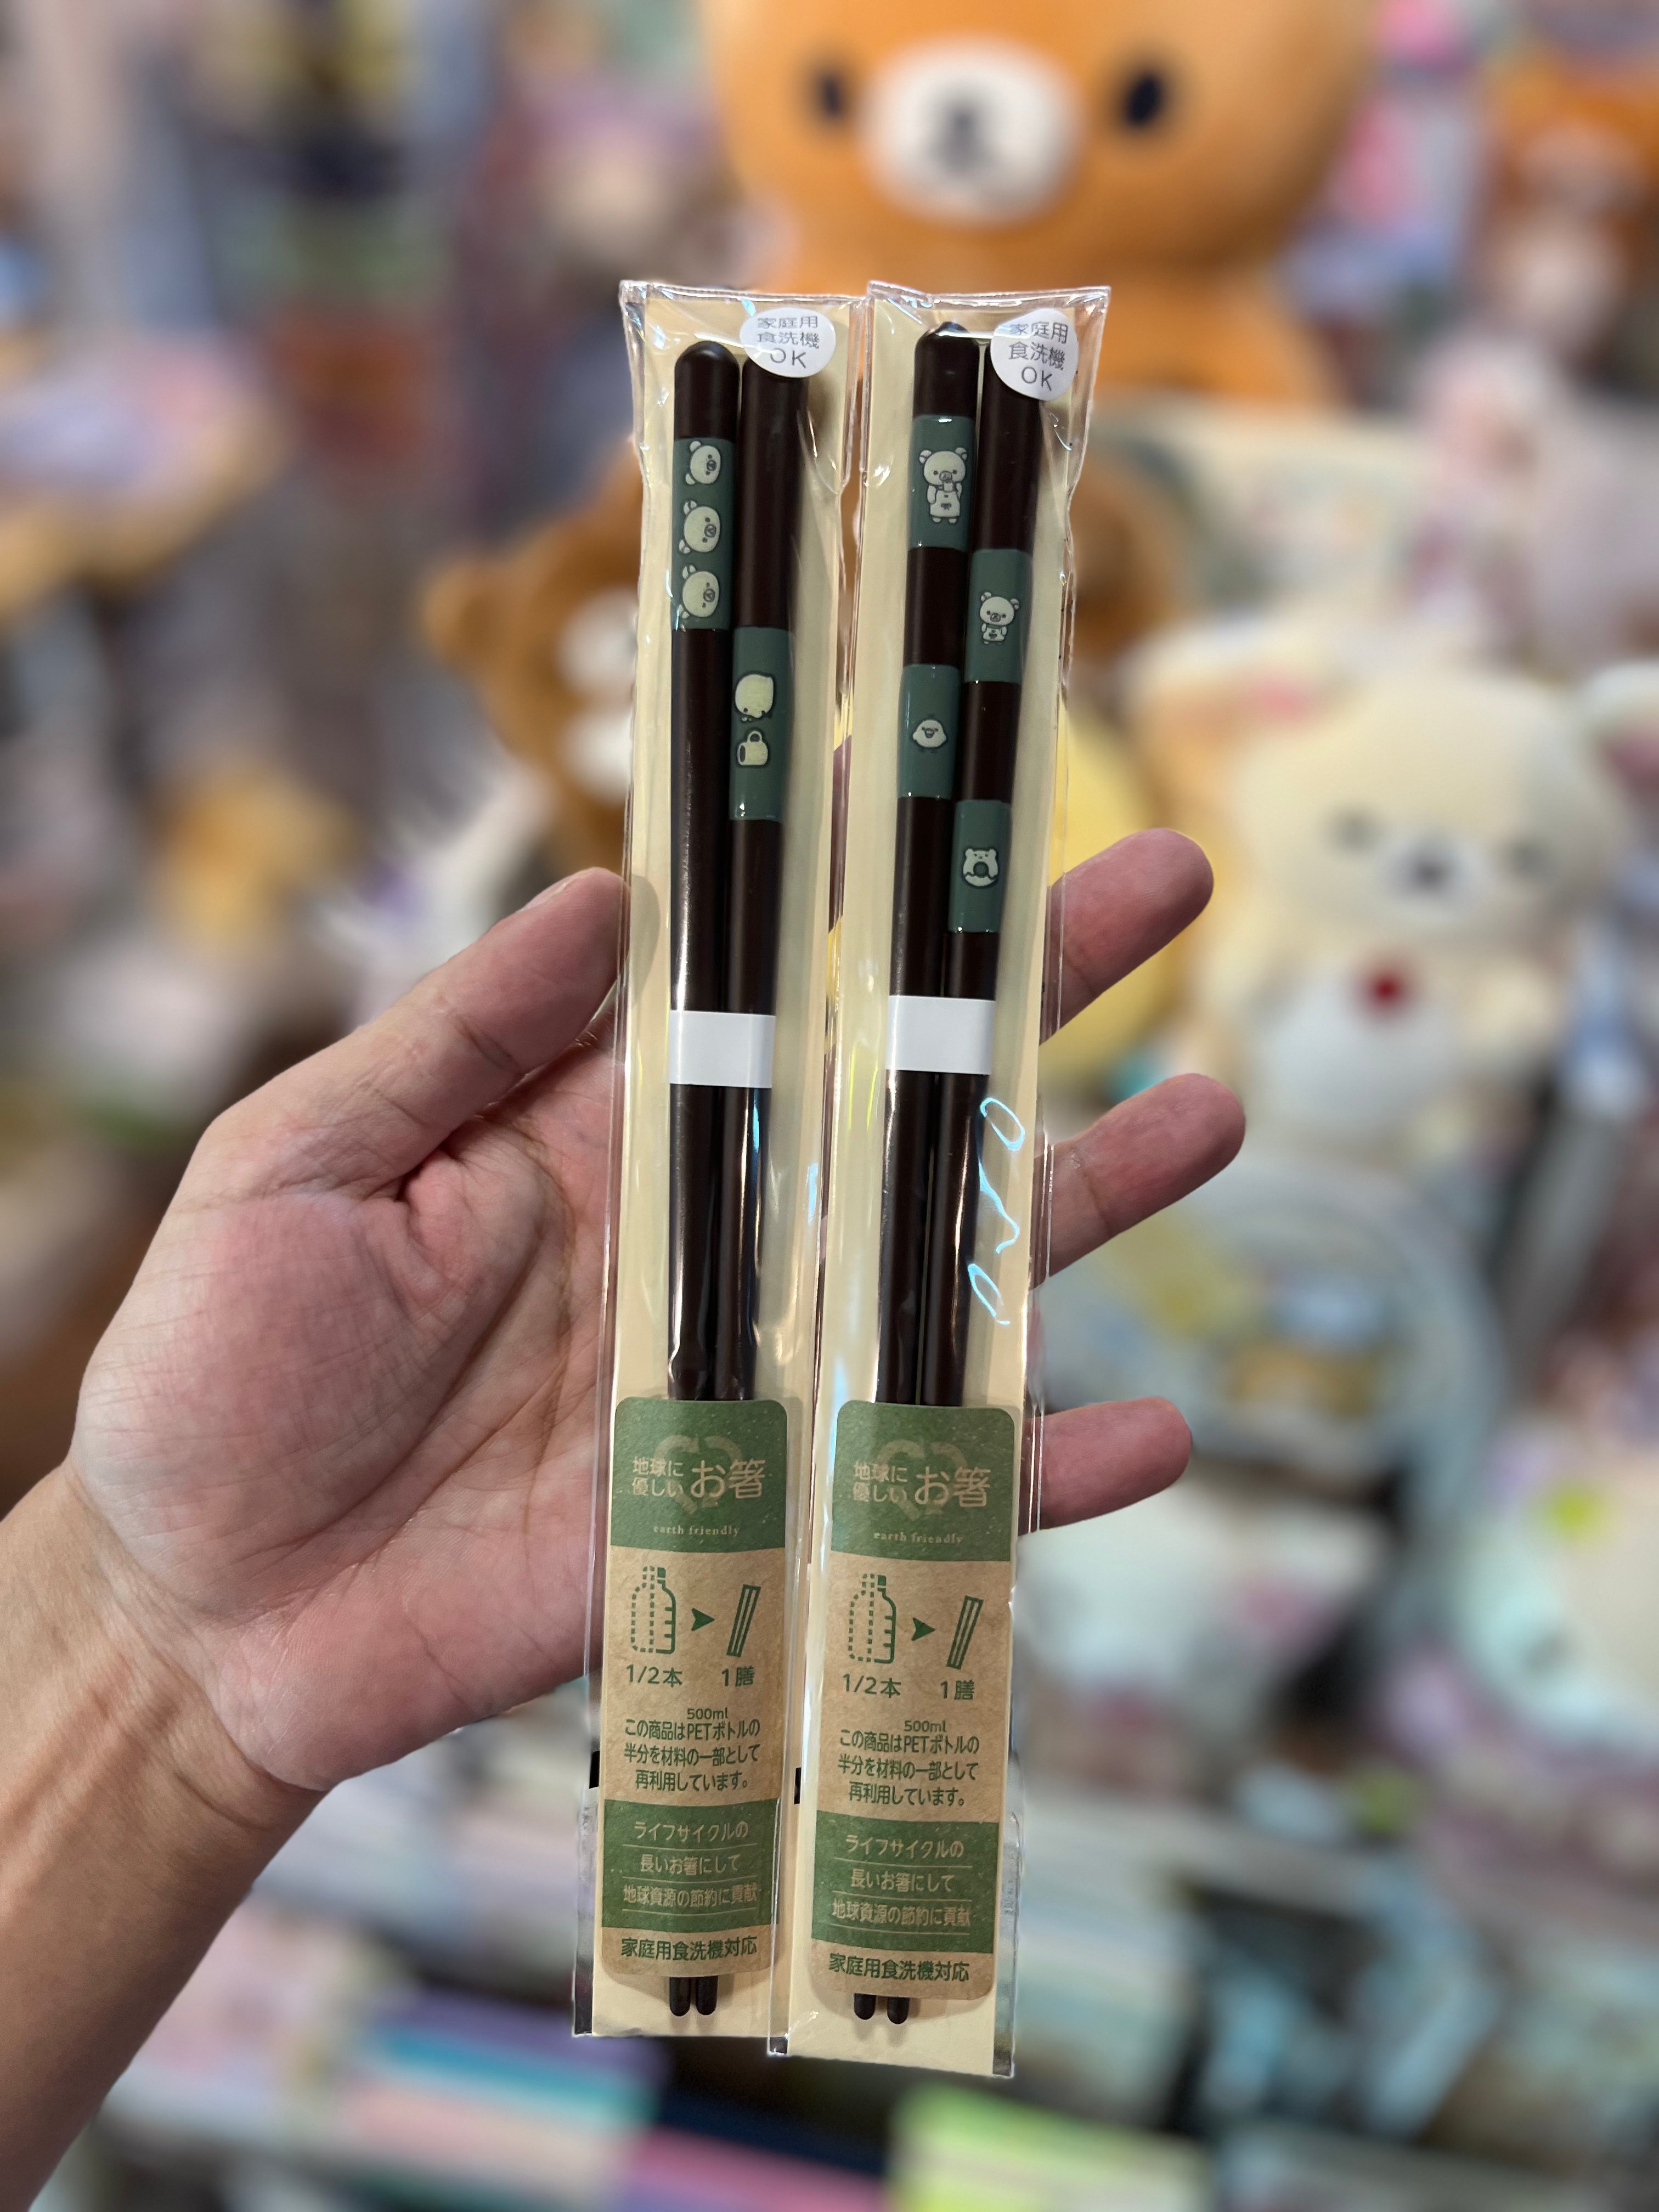 家庭用
食洗機
OK
地球に
優しい お箸
earth friendly
1/2本 1膳
500ml
この商品はPETボトルの
半分を材料の一部として
再利用しています。
ライフサイクルの
長いお箸にして
地球資源の節約に貢献
家庭用食洗機対応
家庭用
食洗機
OK
地球に
優しい お箸
earth friendly
1/2本 1膳
500ml
この商品はPETボトルの
半分を材料の一部として
再利用しています。
ライフサイクルの
長いお箸にして
地球資源の節約に貢献
家庭用食洗機対応